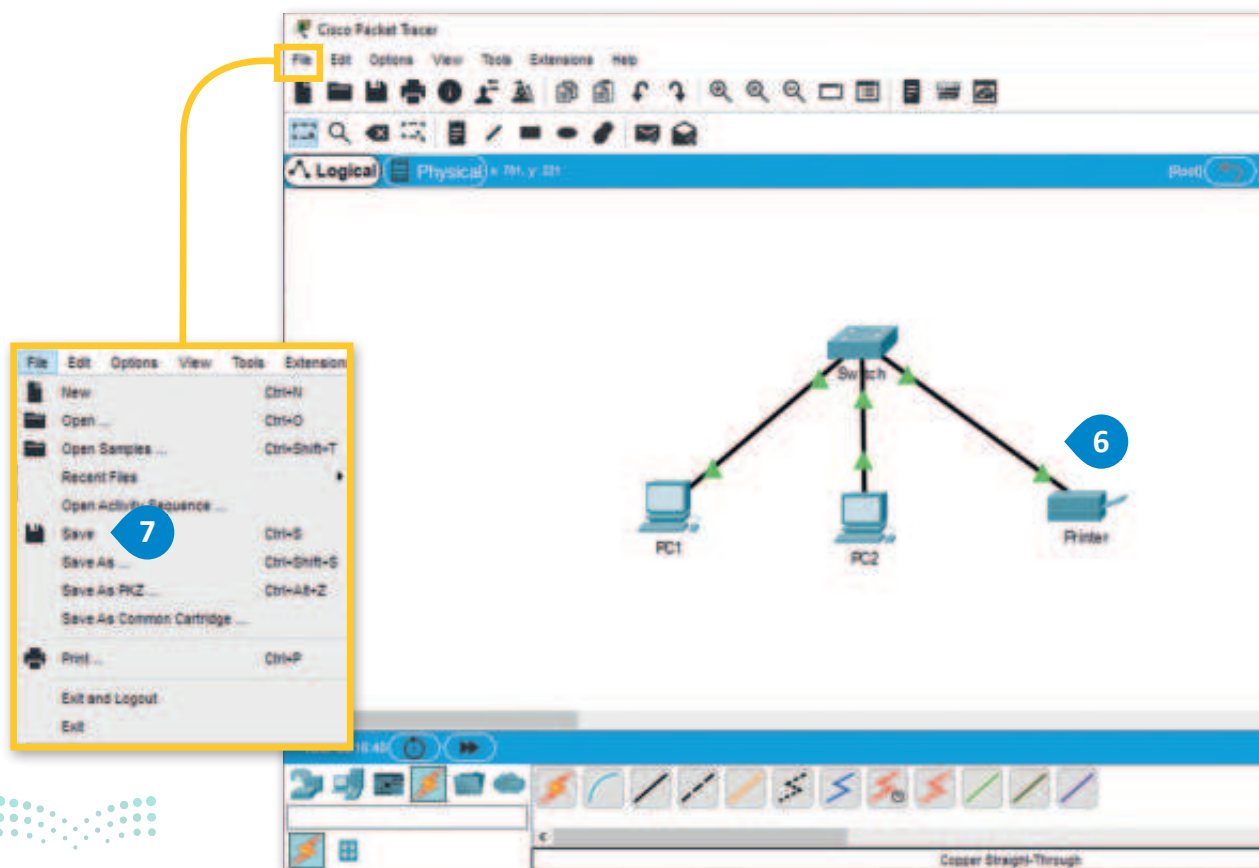 Cisco Packet Tracer
File Edit Options View Tools Extensions Help
Logical Physical x: 701, y: 221 [Root]
Switch
6
PC1
PC2
Printer
File Edit Options View Tools Extension
New Ctrl+N
Open ... Ctrl+O
Open Samples ... Ctrl+Shift+T
Recent Files
Open Activity Sequence ...
Save 7 Ctrl+S
Save As ... Ctrl+Shift+S
Save As PKZ ... Ctrl+Alt+Z
Save As Common Cartridge ...
Print ... Ctrl+P
Exit and Logout
Exit
Copper Straight-Through